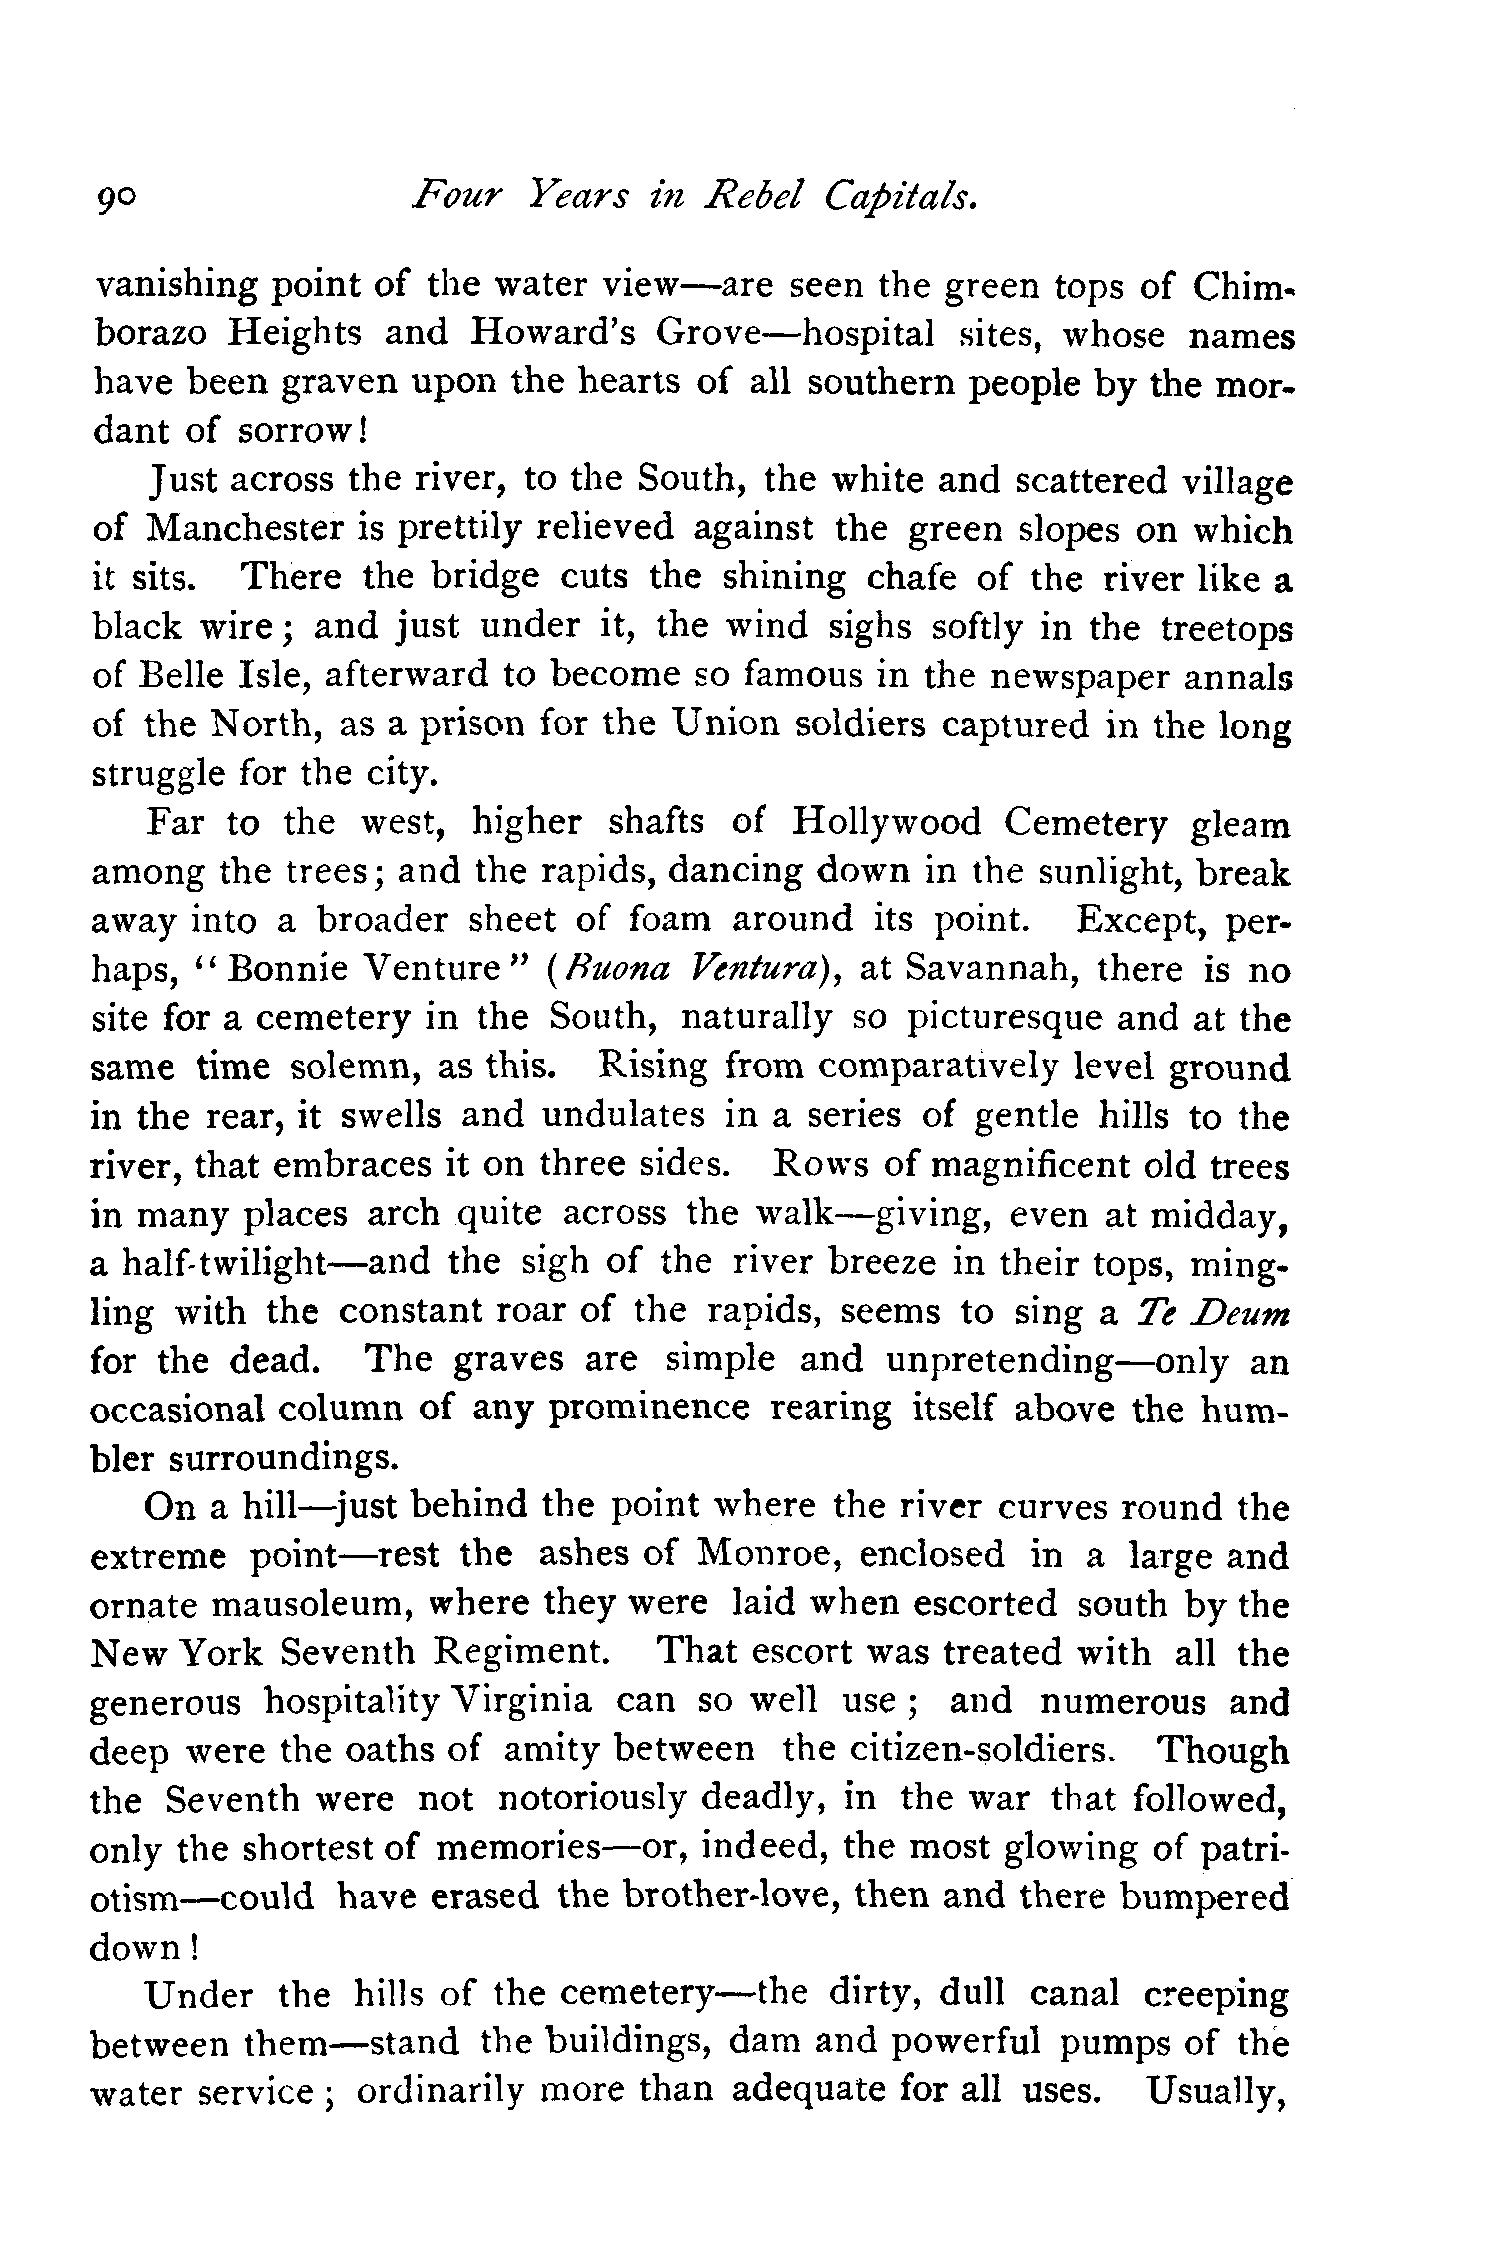 90 Four Years in Rebel Capitals.
vanishing point of the water view—are seen the green tops of Chim-
borazo Heights and Howard's Grove—hospital sites, whose names
have been graven upon the hearts of all southern people by the mor-
dant of sorrow!
Just across the river, to the South, the white and scattered village
of Manchester is prettily relieved against the green slopes on which
it sits. There the bridge cuts the shining chafe of the river like a
black wire; and just under it, the wind sighs softly in the treetops
of Belle Isle, afterward to become so famous in the newspaper annals
of the North, as a prison for the Union soldiers captured in the long
struggle for the city.
Far to the west, higher shafts of Hollywood Cemetery gleam
among the trees; and the rapids, dancing down in the sunlight, break
away into a broader sheet of foam around its point. Except, per-
haps, "Bonnie Venture" (Buona Ventura), at Savannah, there is no
site for a cemetery in the South, naturally so picturesque and at the
same time solemn, as this. Rising from comparatively level ground
in the rear, it swells and undulates in a series of gentle hills to the
river, that embraces it on three sides. Rows of magnificent old trees
in many places arch quite across the walk—giving, even at midday,
a half-twilight—and the sigh of the river breeze in their tops, ming-
ling with the constant roar of the rapids, seems to sing a Te Deum
for the dead. The graves are simple and unpretending—only an
occasional column of any prominence rearing itself above the hum-
bler surroundings.
On a hill—just behind the point where the river curves round the
extreme point—rest the ashes of Monroe, enclosed in a large and
ornate mausoleum, where they were laid when escorted south by the
New York Seventh Regiment. That escort was treated with all the
generous hospitality Virginia can so well use; and numerous and
deep were the oaths of amity between the citizen-soldiers. Though
the Seventh were not notoriously deadly, in the war that followed,
only the shortest of memories—or, indeed, the most glowing of patri-
otism—could have erased the brother-love, then and there bumpered
down!
Under the hills of the cemetery—the dirty, dull canal creeping
between them—stand the buildings, dam and powerful pumps of the
water service; ordinarily more than adequate for all uses. Usually,